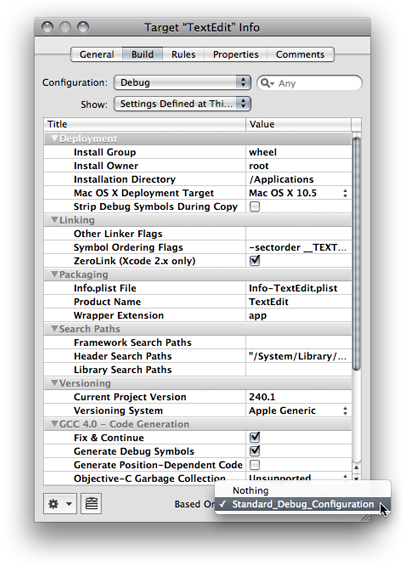 Target "TextEdit" Info
General Build Rules Properties Comments
Configuration: Debug Any
Show: Settings Defined at Thi...
Title Value
Deployment
Install Group wheel
Install Owner root
Installation Directory /Applications
Mac OS X Deployment Target Mac OS X 10.5
Strip Debug Symbols During Copy
Linking
Other Linker Flags
Symbol Ordering Flags -sectorder __TEXT...
ZeroLink (Xcode 2.x only)
Packaging
Info.plist File Info-TextEdit.plist
Product Name TextEdit
Wrapper Extension app
Search Paths
Framework Search Paths
Header Search Paths "/System/Library/...
Library Search Paths
Versioning
Current Project Version 240.1
Versioning System Apple Generic
GCC 4.0 - Code Generation
Fix & Continue
Generate Debug Symbols
Generate Position-Dependent Code
Objective-C Garbage Collection Unsupported
Nothing
Based On Standard_Debug_Configuration